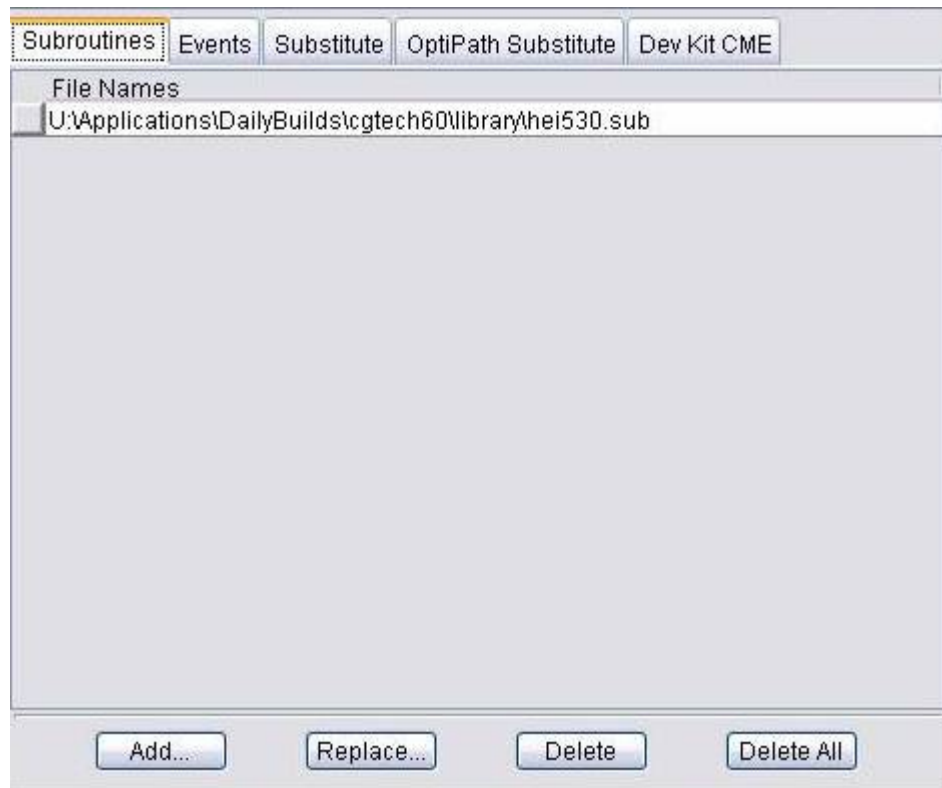 Subroutines Events Substitute OptiPath Substitute Dev Kit CME
File Names
U:\Applications\DailyBuilds\cgtech60\library\hei530.sub
Add... Replace... Delete Delete All